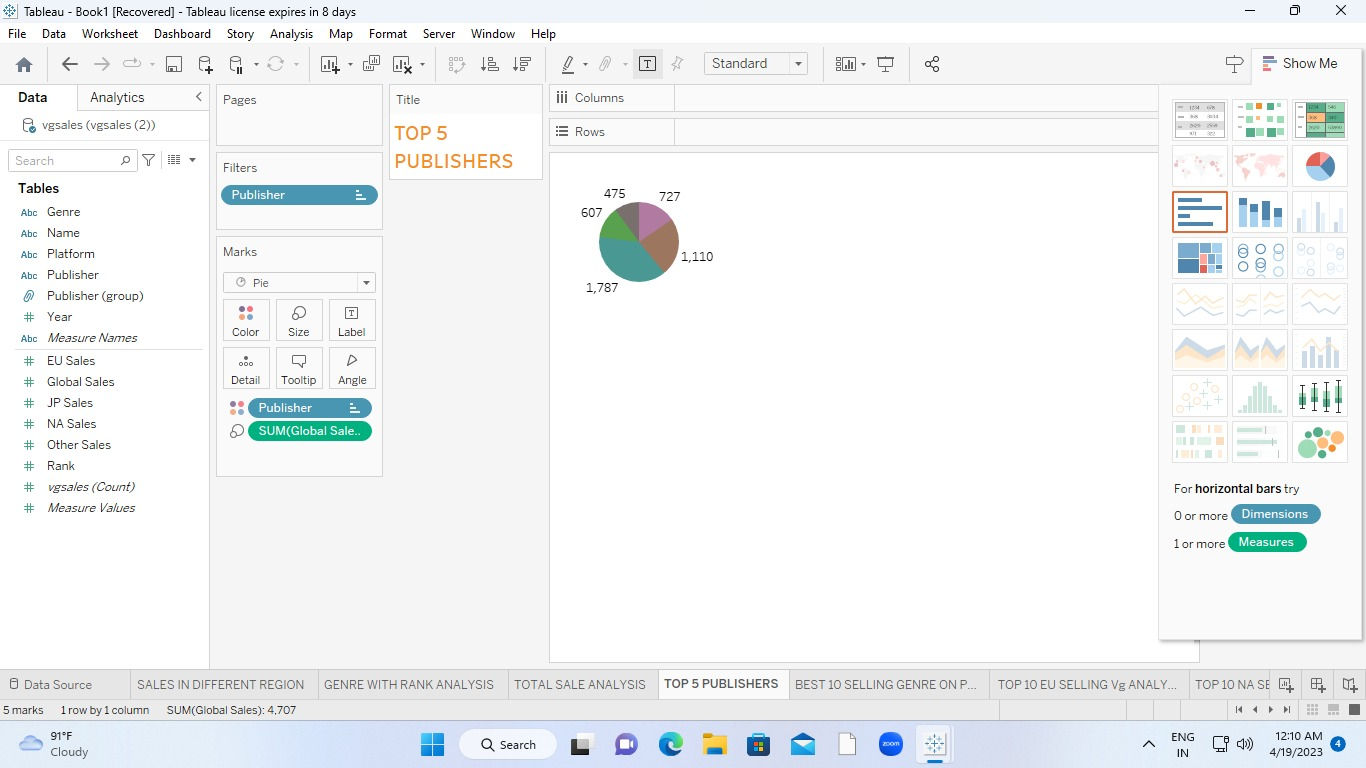 Tableau - Book1 [Recovered] - Tableau license expires in 8 days
File Data Worksheet Dashboard Story Analysis Map Format Server Window Help
Standard
Show Me
Data Analytics
vgsales (vgsales (2))
Search
Tables
Abc Genre
Abc Name
Abc Platform
Abc Publisher
Publisher (group)
# Year
Abc Measure Names
# EU Sales
# Global Sales
# JP Sales
# NA Sales
# Other Sales
# Rank
# vgsales (Count)
# Measure Values
Pages
Filters
Publisher
Marks
Pie
Color Size Label
Detail Tooltip Angle
Publisher
SUM(Global Sale..
Title
TOP 5
PUBLISHERS
Columns
Rows
475 727
607
1,110
1,787
For horizontal bars try
0 or more Dimensions
1 or more Measures
Data Source SALES IN DIFFERENT REGION GENRE WITH RANK ANALYSIS TOTAL SALE ANALYSIS TOP 5 PUBLISHERS BEST 10 SELLING GENRE ON P... TOP 10 EU SELLING Vg ANALY... TOP 10 NA SE
5 marks 1 row by 1 column SUM(Global Sales): 4,707
91°F
Cloudy
Search
zoom
ENG
IN
12:10 AM
4/19/2023
4